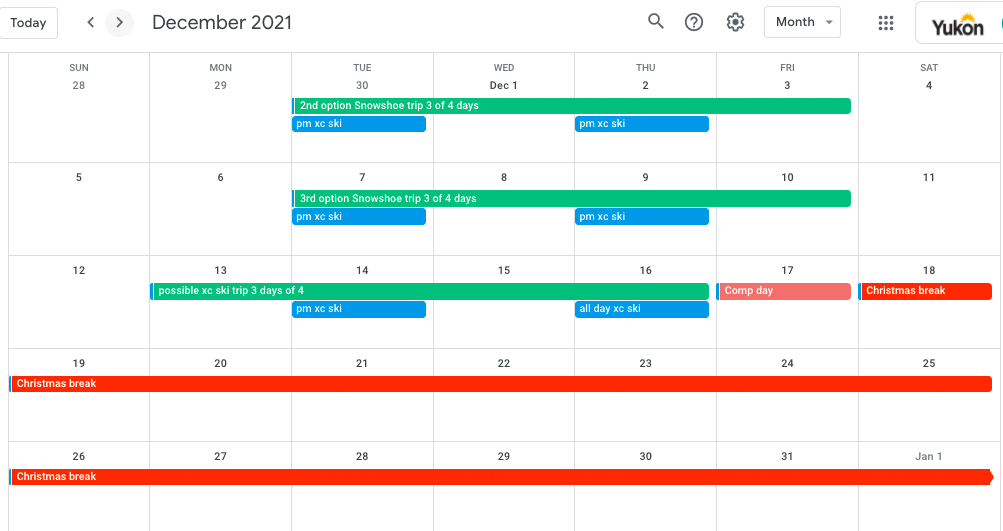 Today < > December 2021 Month Yukon
SUN MON TUE WED THU FRI SAT
28 29 30 Dec 1 2 3 4
2nd option Snowshoe trip 3 of 4 days
pm xc ski pm xc ski
5 6 7 8 9 10 11
3rd option Snowshoe trip 3 of 4 days
pm xc ski pm xc ski
12 13 14 15 16 17 18
possible xc ski trip 3 days of 4 Comp day Christmas break
pm xc ski all day xc ski
19 20 21 22 23 24 25
Christmas break
26 27 28 29 30 31 Jan 1
Christmas break